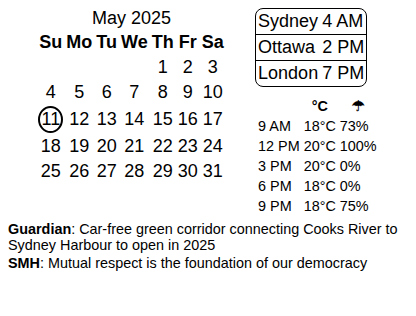 May 2025
Su Mo Tu We Th Fr Sa
1 2 3
4 5 6 7 8 9 10
11 12 13 14 15 16 17
18 19 20 21 22 23 24
25 26 27 28 29 30 31
Sydney 4 AM
Ottawa 2 PM
London 7 PM
°C ☂
9 AM 18°C 73%
12 PM 20°C 100%
3 PM 20°C 0%
6 PM 18°C 0%
9 PM 18°C 75%
Guardian: Car-free green corridor connecting Cooks River to
Sydney Harbour to open in 2025
SMH: Mutual respect is the foundation of our democracy